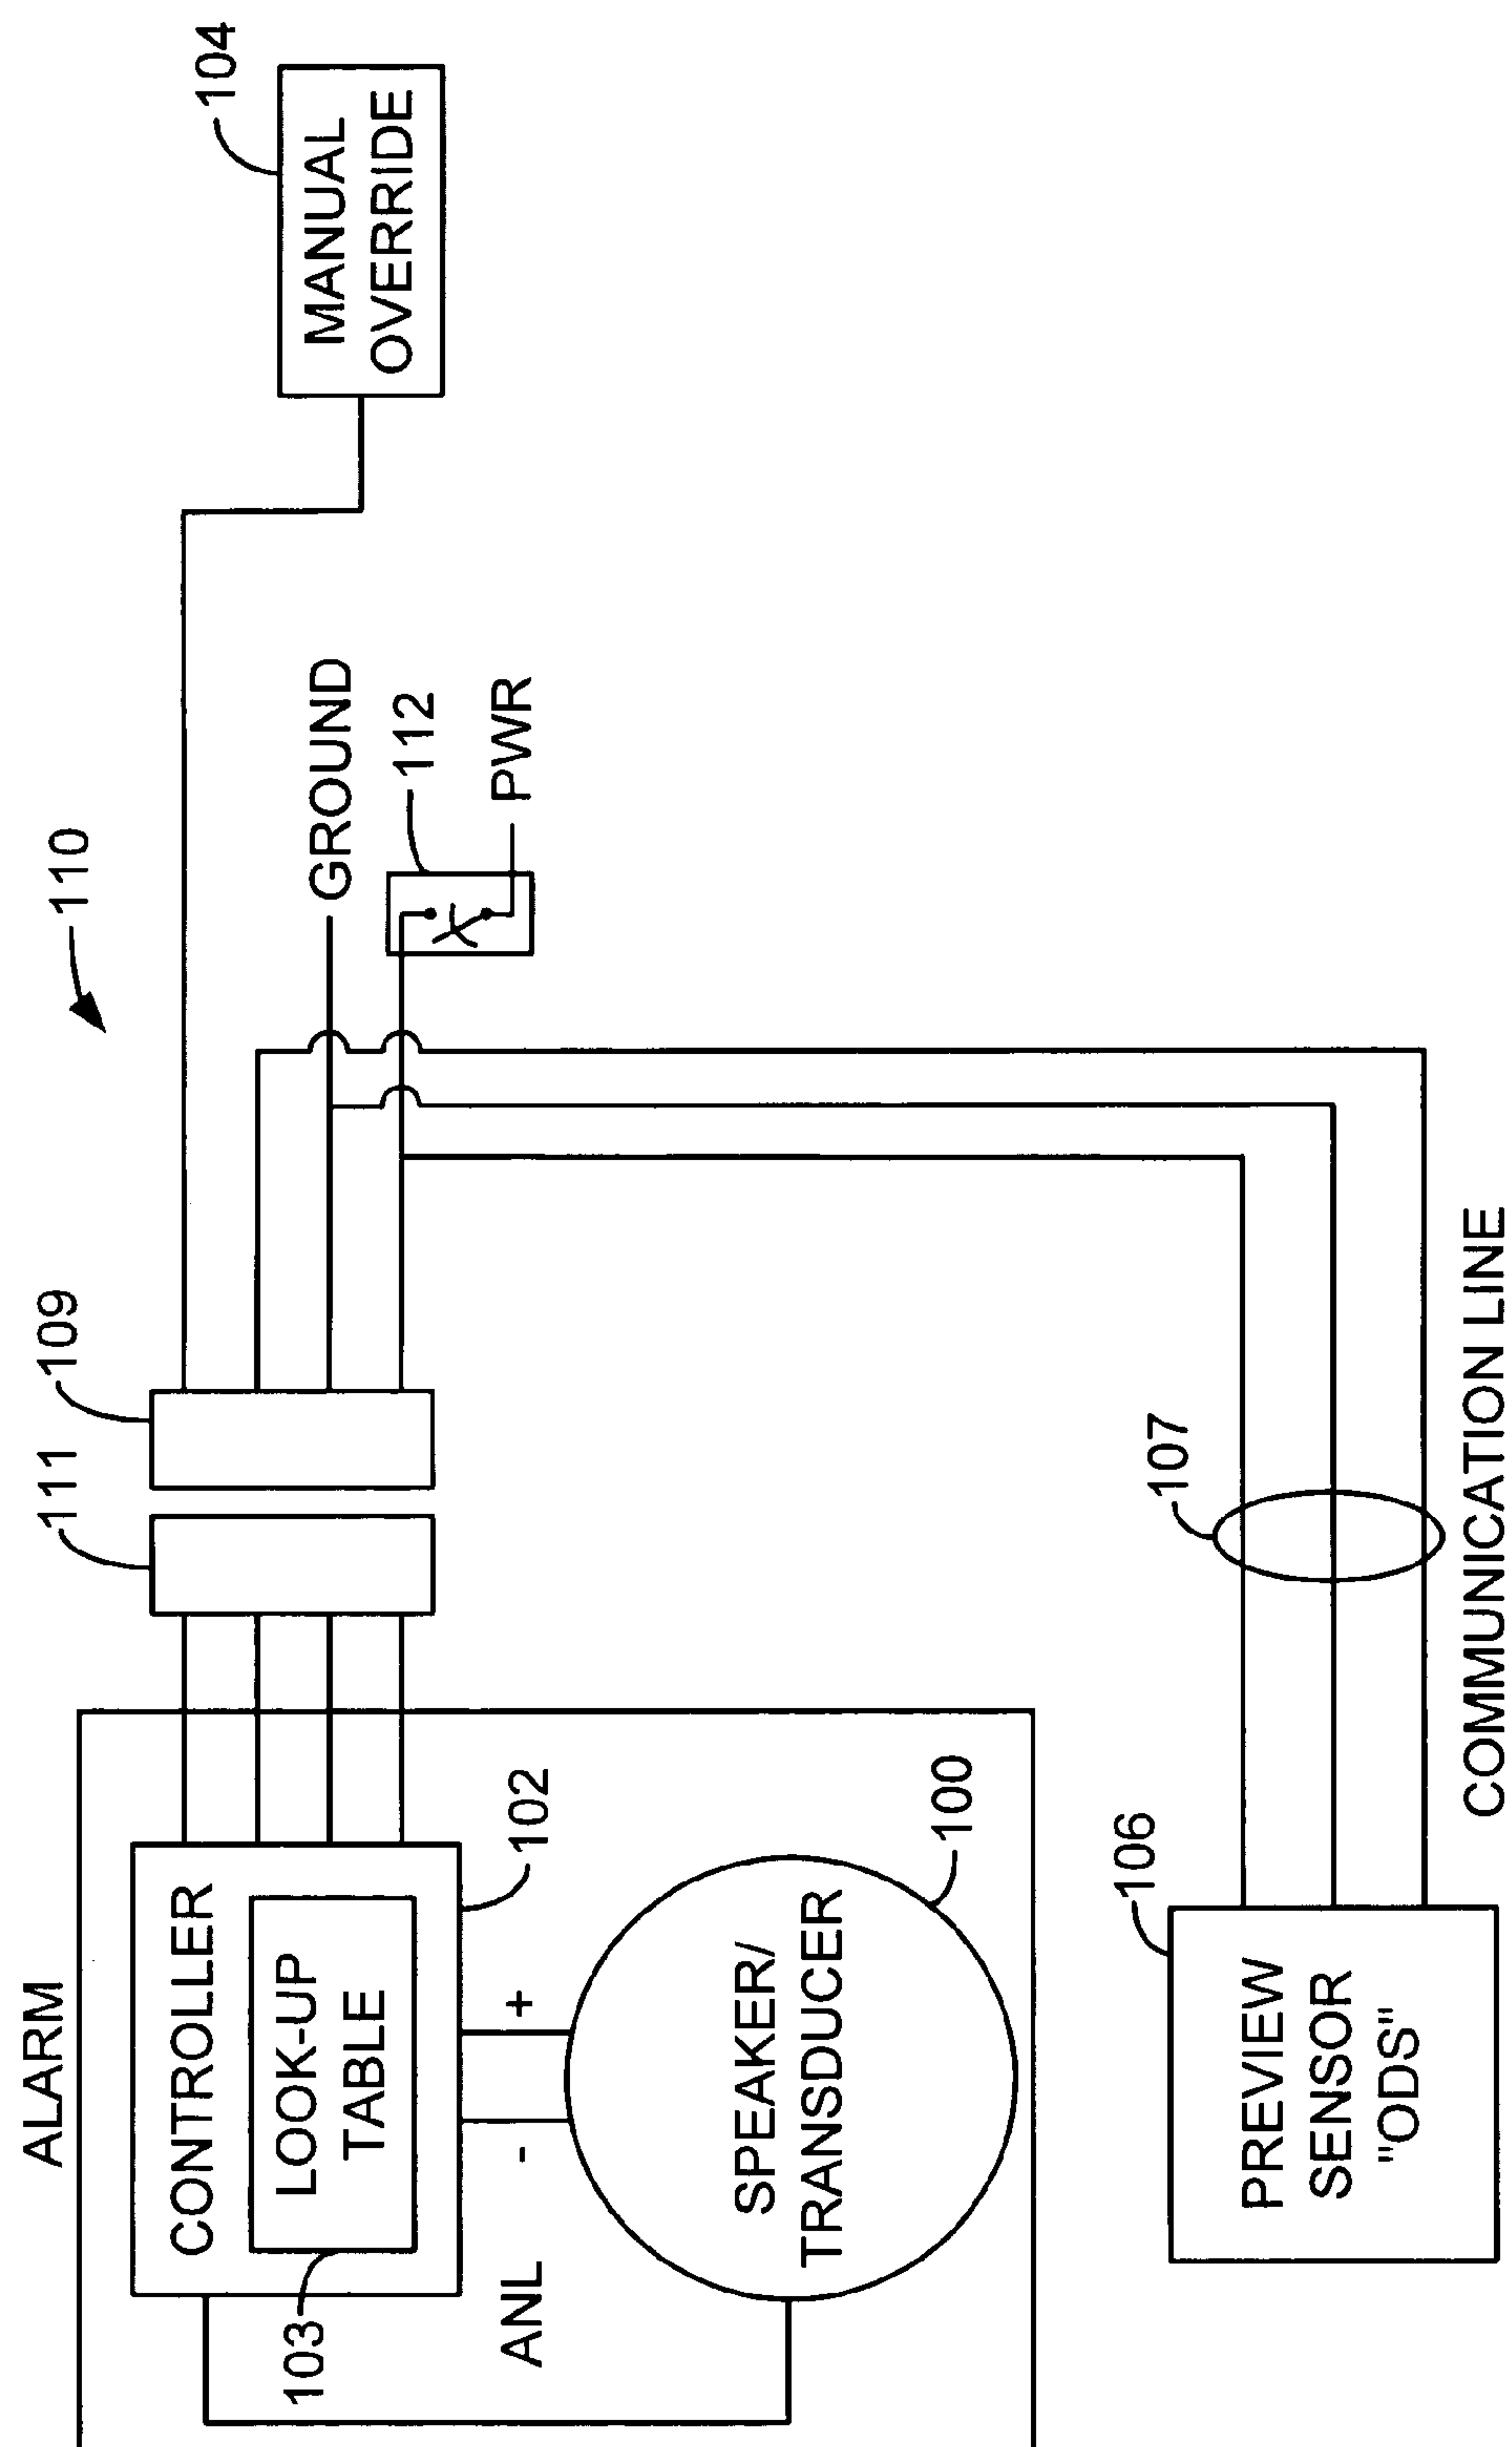 ALARM
CONTROLLER
LOOK-UP
TABLE
103
102
ANL
-
+
SPEAKER/
TRANSDUCER
100
111
109
110
GROUND
112
PWR
104
MANUAL
OVERRIDE
106
PREVIEW
SENSOR
"ODS"
107
COMMUNICATION LINE